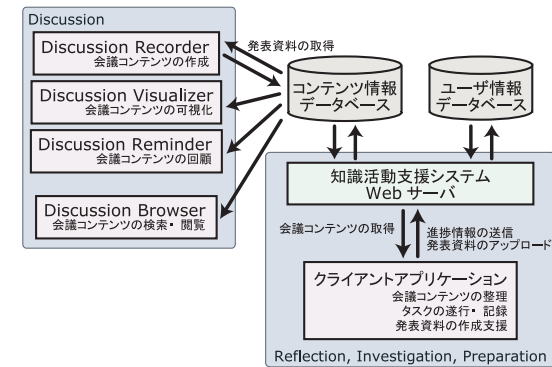 Discussion
Discussion Recorder
会議コンテンツの作成
Discussion Visualizer
会議コンテンツの可視化
Discussion Reminder
会議コンテンツの回顧
Discussion Browser
会議コンテンツの検索・閲覧
発表資料の取得
コンテンツ情報
データベース
ユーザ情報
データベース
知識活動支援システム
Web サーバ
会議コンテンツの取得
進捗情報の送信
発表資料のアップロード
クライアントアプリケーション
会議コンテンツの整理
タスクの遂行・記録
発表資料の作成支援
Reflection, Investigation, Preparation